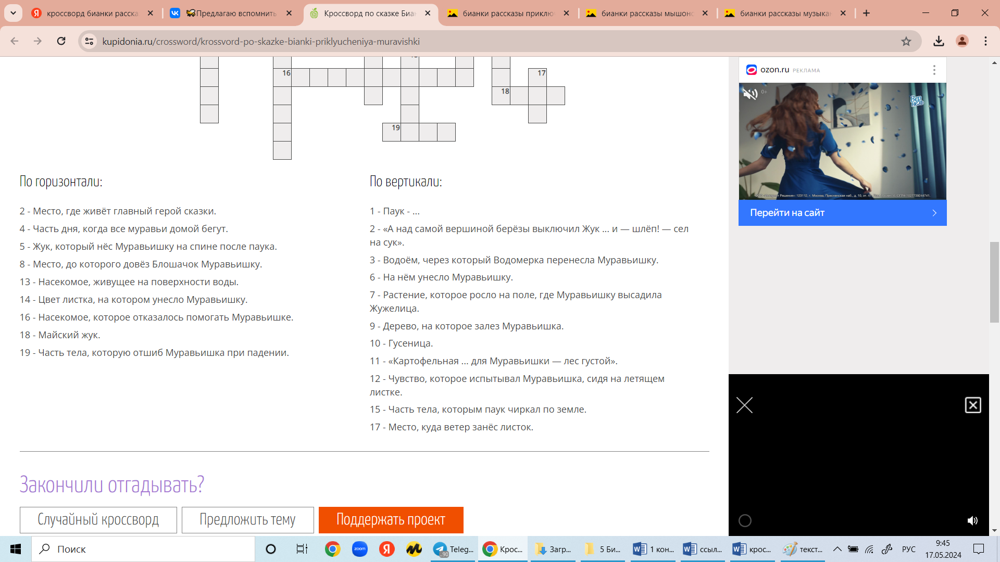 кроссворд бианки расска
🐝Предлагаю вспомнить
Кроссворд по сказке Биан
бианки рассказы приклю
бианки рассказы мышоно
бианки рассказы музыкан
kupidonia.ru/crossword/krossvord-po-skazke-bianki-priklyucheniya-muravishki
16
17
18
19
ozon.ru РЕКЛАМА
0+
Вер
Нель
Перейти на сайт
По горизонтали:
2 - Место, где живёт главный герой сказки.
4 - Часть дня, когда все муравьи домой бегут.
5 - Жук, который нёс Муравьишку на спине после паука.
8 - Место, до которого довёз Блошачок Муравьишку.
13 - Насекомое, живущее на поверхности воды.
14 - Цвет листка, на котором унесло Муравьишку.
16 - Насекомое, которое отказалось помогать Муравьишке.
18 - Майский жук.
19 - Часть тела, которую отшиб Муравьишка при падении.
По вертикали:
1 - Паук - ...
2 - «А над самой вершиной берёзы выключил Жук ... и — шлёп! — сел
на сук».
3 - Водоём, через который Водомерка перенесла Муравьишку.
6 - На нём унесло Муравьишку.
7 - Растение, которое росло на поле, где Муравьишку высадила
Жужелица.
9 - Дерево, на которое залез Муравьишка.
10 - Гусеница.
11 - «Картофельная ... для Муравьишки — лес густой».
12 - Чувство, которое испытывал Муравьишка, сидя на летящем
листке.
15 - Часть тела, которым паук чиркал по земле.
17 - Место, куда ветер занёс листок.
Закончили отгадывать?
Случайный кроссворд
Предложить тему
Поддержать проект
Поиск
zoom
Teleg...
..90
Крос...
Загр...
5 Би...
1 кон...
ссыл...
крос...
текст...
РУС
9:45
17.05.2024